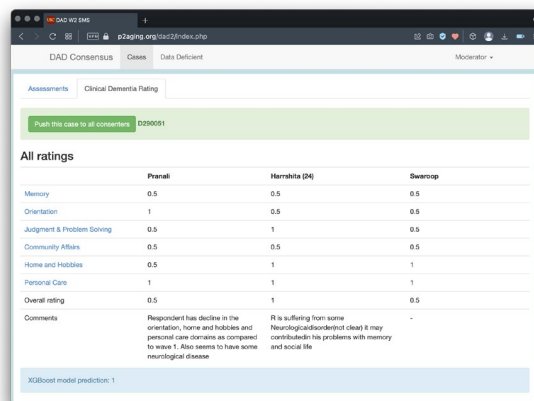 DAD W2 SMS
VPN p2aging.org/dad2/index.php
DAD Consensus Cases Data Deficient Moderator
Assessments Clinical Dementia Rating
Push this case to all consenters D290051
All ratings
Pranali Harrshita (24) Swaroop
Memory 0.5 0.5 0.5
Orientation 1 0.5 0.5
Judgment & Problem Solving 0.5 1 0.5
Community Affairs 0.5 0.5 0.5
Home and Hobbies 0.5 1 1
Personal Care 1 1 1
Overall rating 0.5 1 0.5
Comments Respondent has decline in the R is suffering from some -
orientation, home and hobbies and Neurologicaldisorder(not clear) it may
personal care domains as compared contributedin his problems with memory
to wave 1. Also seems to have some and social life
neurological disease
XGBoost model prediction: 1